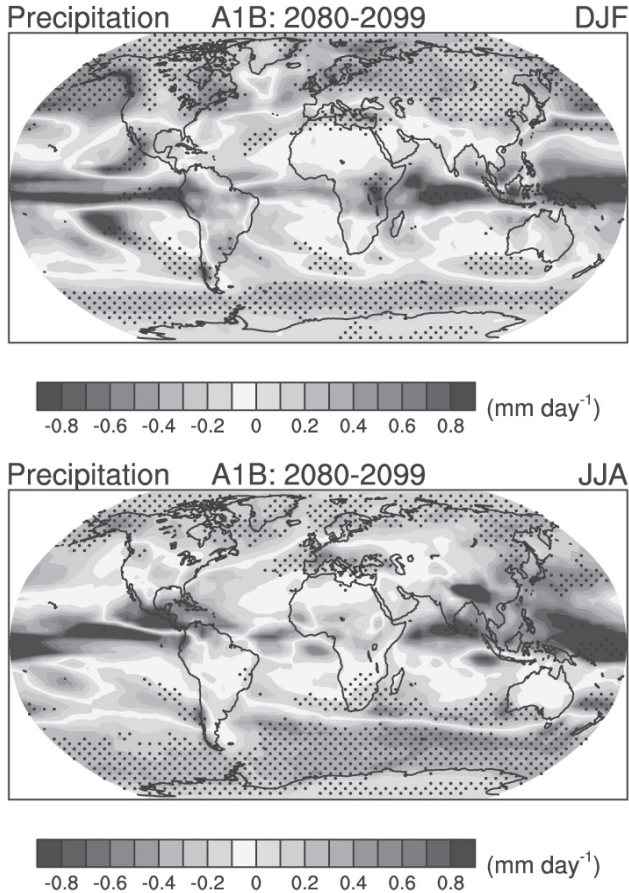 Precipitation A1B: 2080-2099 DJF
-0.8 -0.6 -0.4 -0.2 0 0.2 0.4 0.6 0.8 (mm day⁻¹)
Precipitation A1B: 2080-2099 JJA
-0.8 -0.6 -0.4 -0.2 0 0.2 0.4 0.6 0.8 (mm day⁻¹)